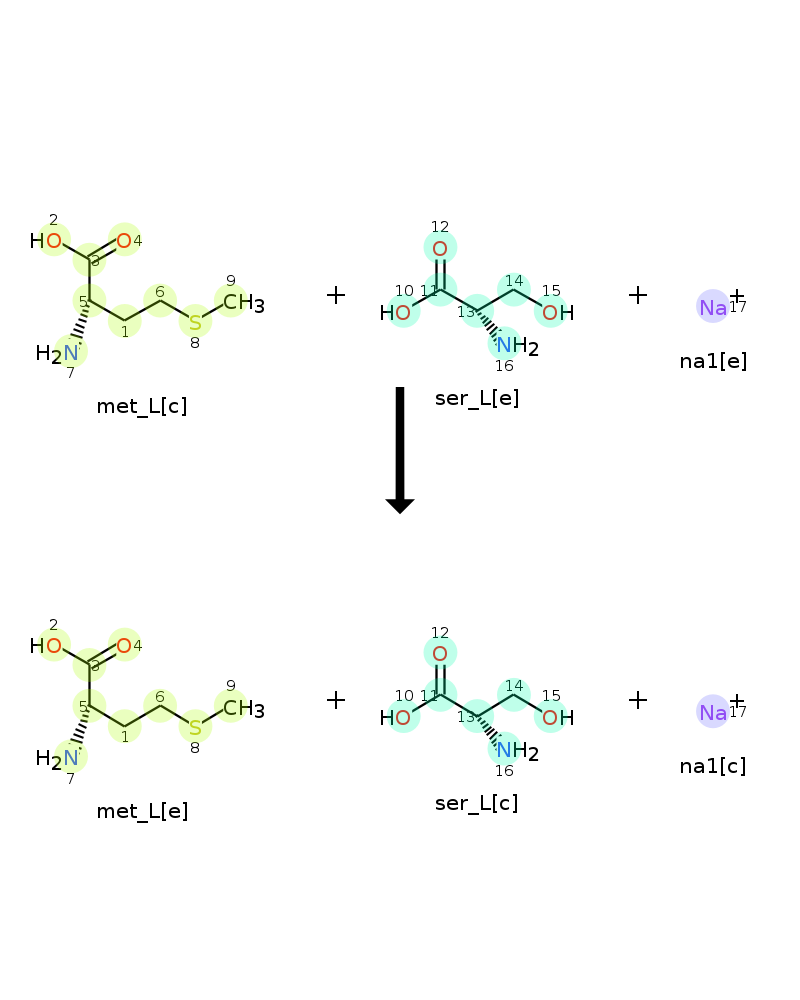 2 HO 3 O 4 5 6 9 CH3 1 S 8 H2N 7 + 12 O 10 HO 11 13 14 15 OH NH2 16 + Na+ 17
met_L[c] ser_L[e] na1[e]
2 HO 3 O 4 5 6 9 CH3 1 S 8 H2N 7 + 12 O 10 HO 11 13 14 15 OH NH2 16 + Na+ 17
met_L[e] ser_L[c] na1[c]